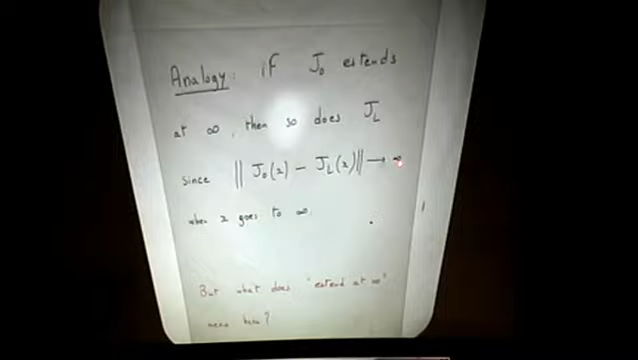 Analogy: if J₀ extends
at ∞, then so does J_L
since ‖J₀(x) − J_L(x)‖ → ∞
when x goes to ∞.
But what does "extend at ∞"
mean here?